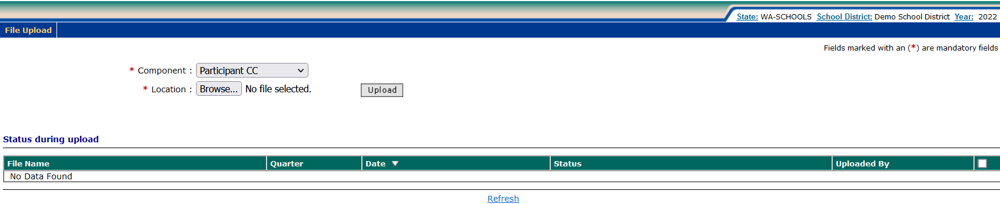 State: WA-SCHOOLS School District: Demo School District Year: 2022
File Upload
Fields marked with an (*) are mandatory fields
* Component : Participant CC
* Location : Browse... No file selected. Upload
Status during upload
File Name Quarter Date ▼ Status Uploaded By
No Data Found
Refresh